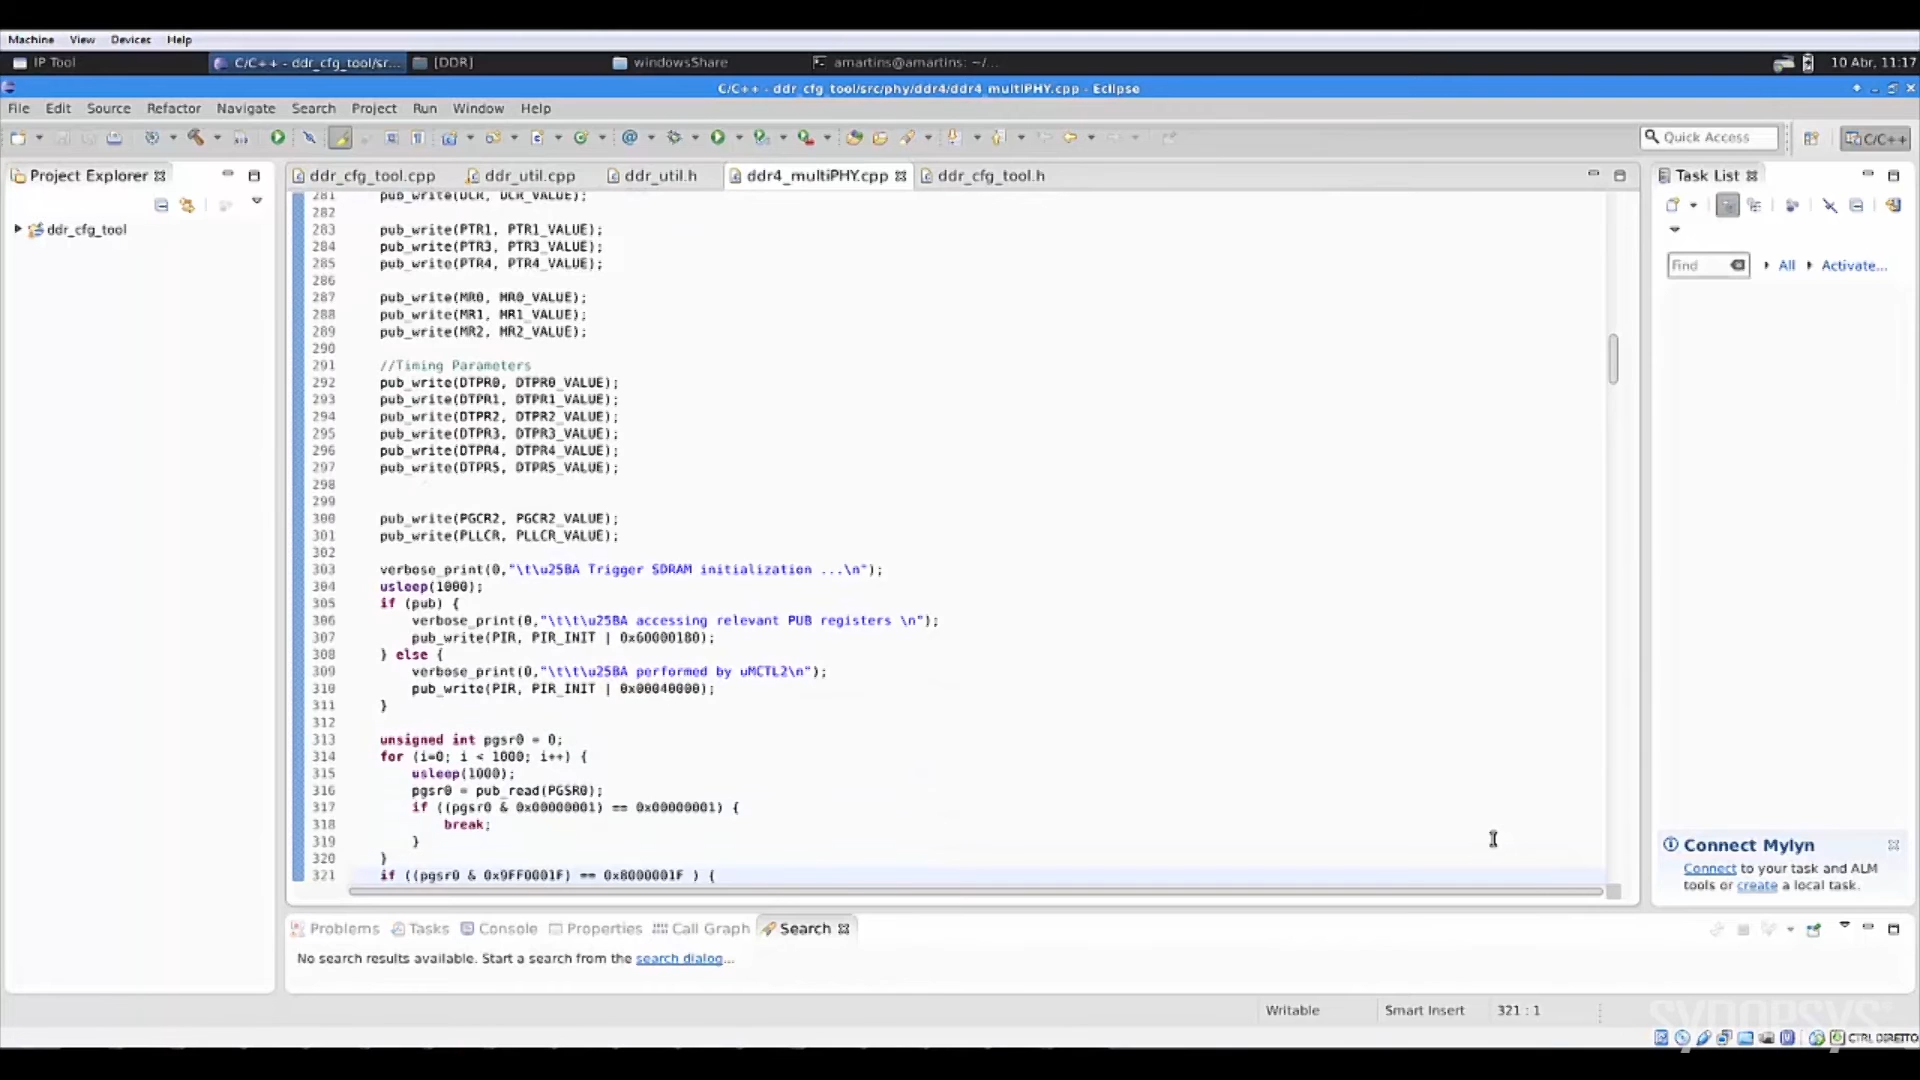 Machine View Devices Help
IP Tool C/C++ - ddr_cfg_tool/sr... [DDR] windowsShare amartins@amartins: ~/... 10 Abr, 11:17
C/C++ - ddr_cfg_tool/src/phy/ddr4/ddr4_multiPHY.cpp - Eclipse
File Edit Source Refactor Navigate Search Project Run Window Help
Quick Access C/C++
Project Explorer
ddr_cfg_tool
ddr_cfg_tool.cpp ddr_util.cpp ddr_util.h ddr4_multiPHY.cpp ddr_cfg_tool.h
281 pub_write(DCR, DCR_VALUE);
282
283 pub_write(PTR1, PTR1_VALUE);
284 pub_write(PTR3, PTR3_VALUE);
285 pub_write(PTR4, PTR4_VALUE);
286
287 pub_write(MR0, MR0_VALUE);
288 pub_write(MR1, MR1_VALUE);
289 pub_write(MR2, MR2_VALUE);
290
291 //Timing Parameters
292 pub_write(DTPR0, DTPR0_VALUE);
293 pub_write(DTPR1, DTPR1_VALUE);
294 pub_write(DTPR2, DTPR2_VALUE);
295 pub_write(DTPR3, DTPR3_VALUE);
296 pub_write(DTPR4, DTPR4_VALUE);
297 pub_write(DTPR5, DTPR5_VALUE);
298
299
300 pub_write(PGCR2, PGCR2_VALUE);
301 pub_write(PLLCR, PLLCR_VALUE);
302
303 verbose_print(0,"\t\u25BA Trigger SDRAM initialization ...\n");
304 usleep(1000);
305 if (pub) {
306 verbose_print(0,"\t\t\u25BA accessing relevant PUB registers \n");
307 pub_write(PIR, PIR_INIT | 0x60000180);
308 } else {
309 verbose_print(0,"\t\t\u25BA performed by uMCTL2\n");
310 pub_write(PIR, PIR_INIT | 0x00040000);
311 }
312
313 unsigned int pgsr0 = 0;
314 for (i=0; i < 1000; i++) {
315 usleep(1000);
316 pgsr0 = pub_read(PGSR0);
317 if ((pgsr0 & 0x00000001) == 0x00000001) {
318 break;
319 }
320 }
321 if ((pgsr0 & 0x9FF0001F) == 0x8000001F ) {
Task List
Find All Activate...
Connect Mylyn
Connect to your task and ALM
tools or create a local task.
Problems Tasks Console Properties Call Graph Search
No search results available. Start a search from the search dialog...
Writable Smart Insert 321 : 1
SYNOPSYS
CTRL DIREITO